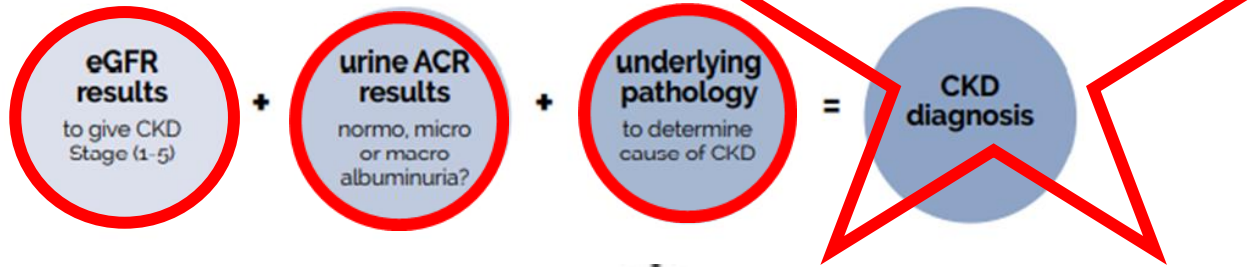 eGFR
results
to give CKD
Stage (1-5)
+
urine ACR
results
normo, micro
or macro
albuminuria?
+
underlying
pathology
to determine
cause of CKD
=
CKD
diagnosis